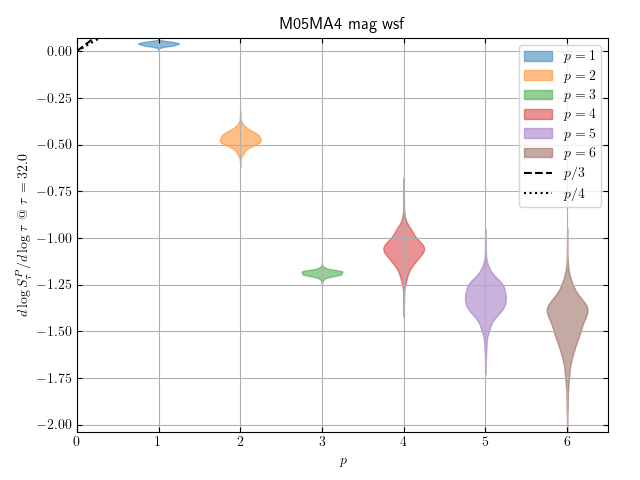 M05MA4 mag wsf
0.00
−0.25
−0.50
−0.75
−1.00
−1.25
−1.50
−1.75
−2.00
d log S_τ^P / d log τ @ τ = 32.0
0 1 2 3 4 5 6
p
p = 1
p = 2
p = 3
p = 4
p = 5
p = 6
p/3
p/4